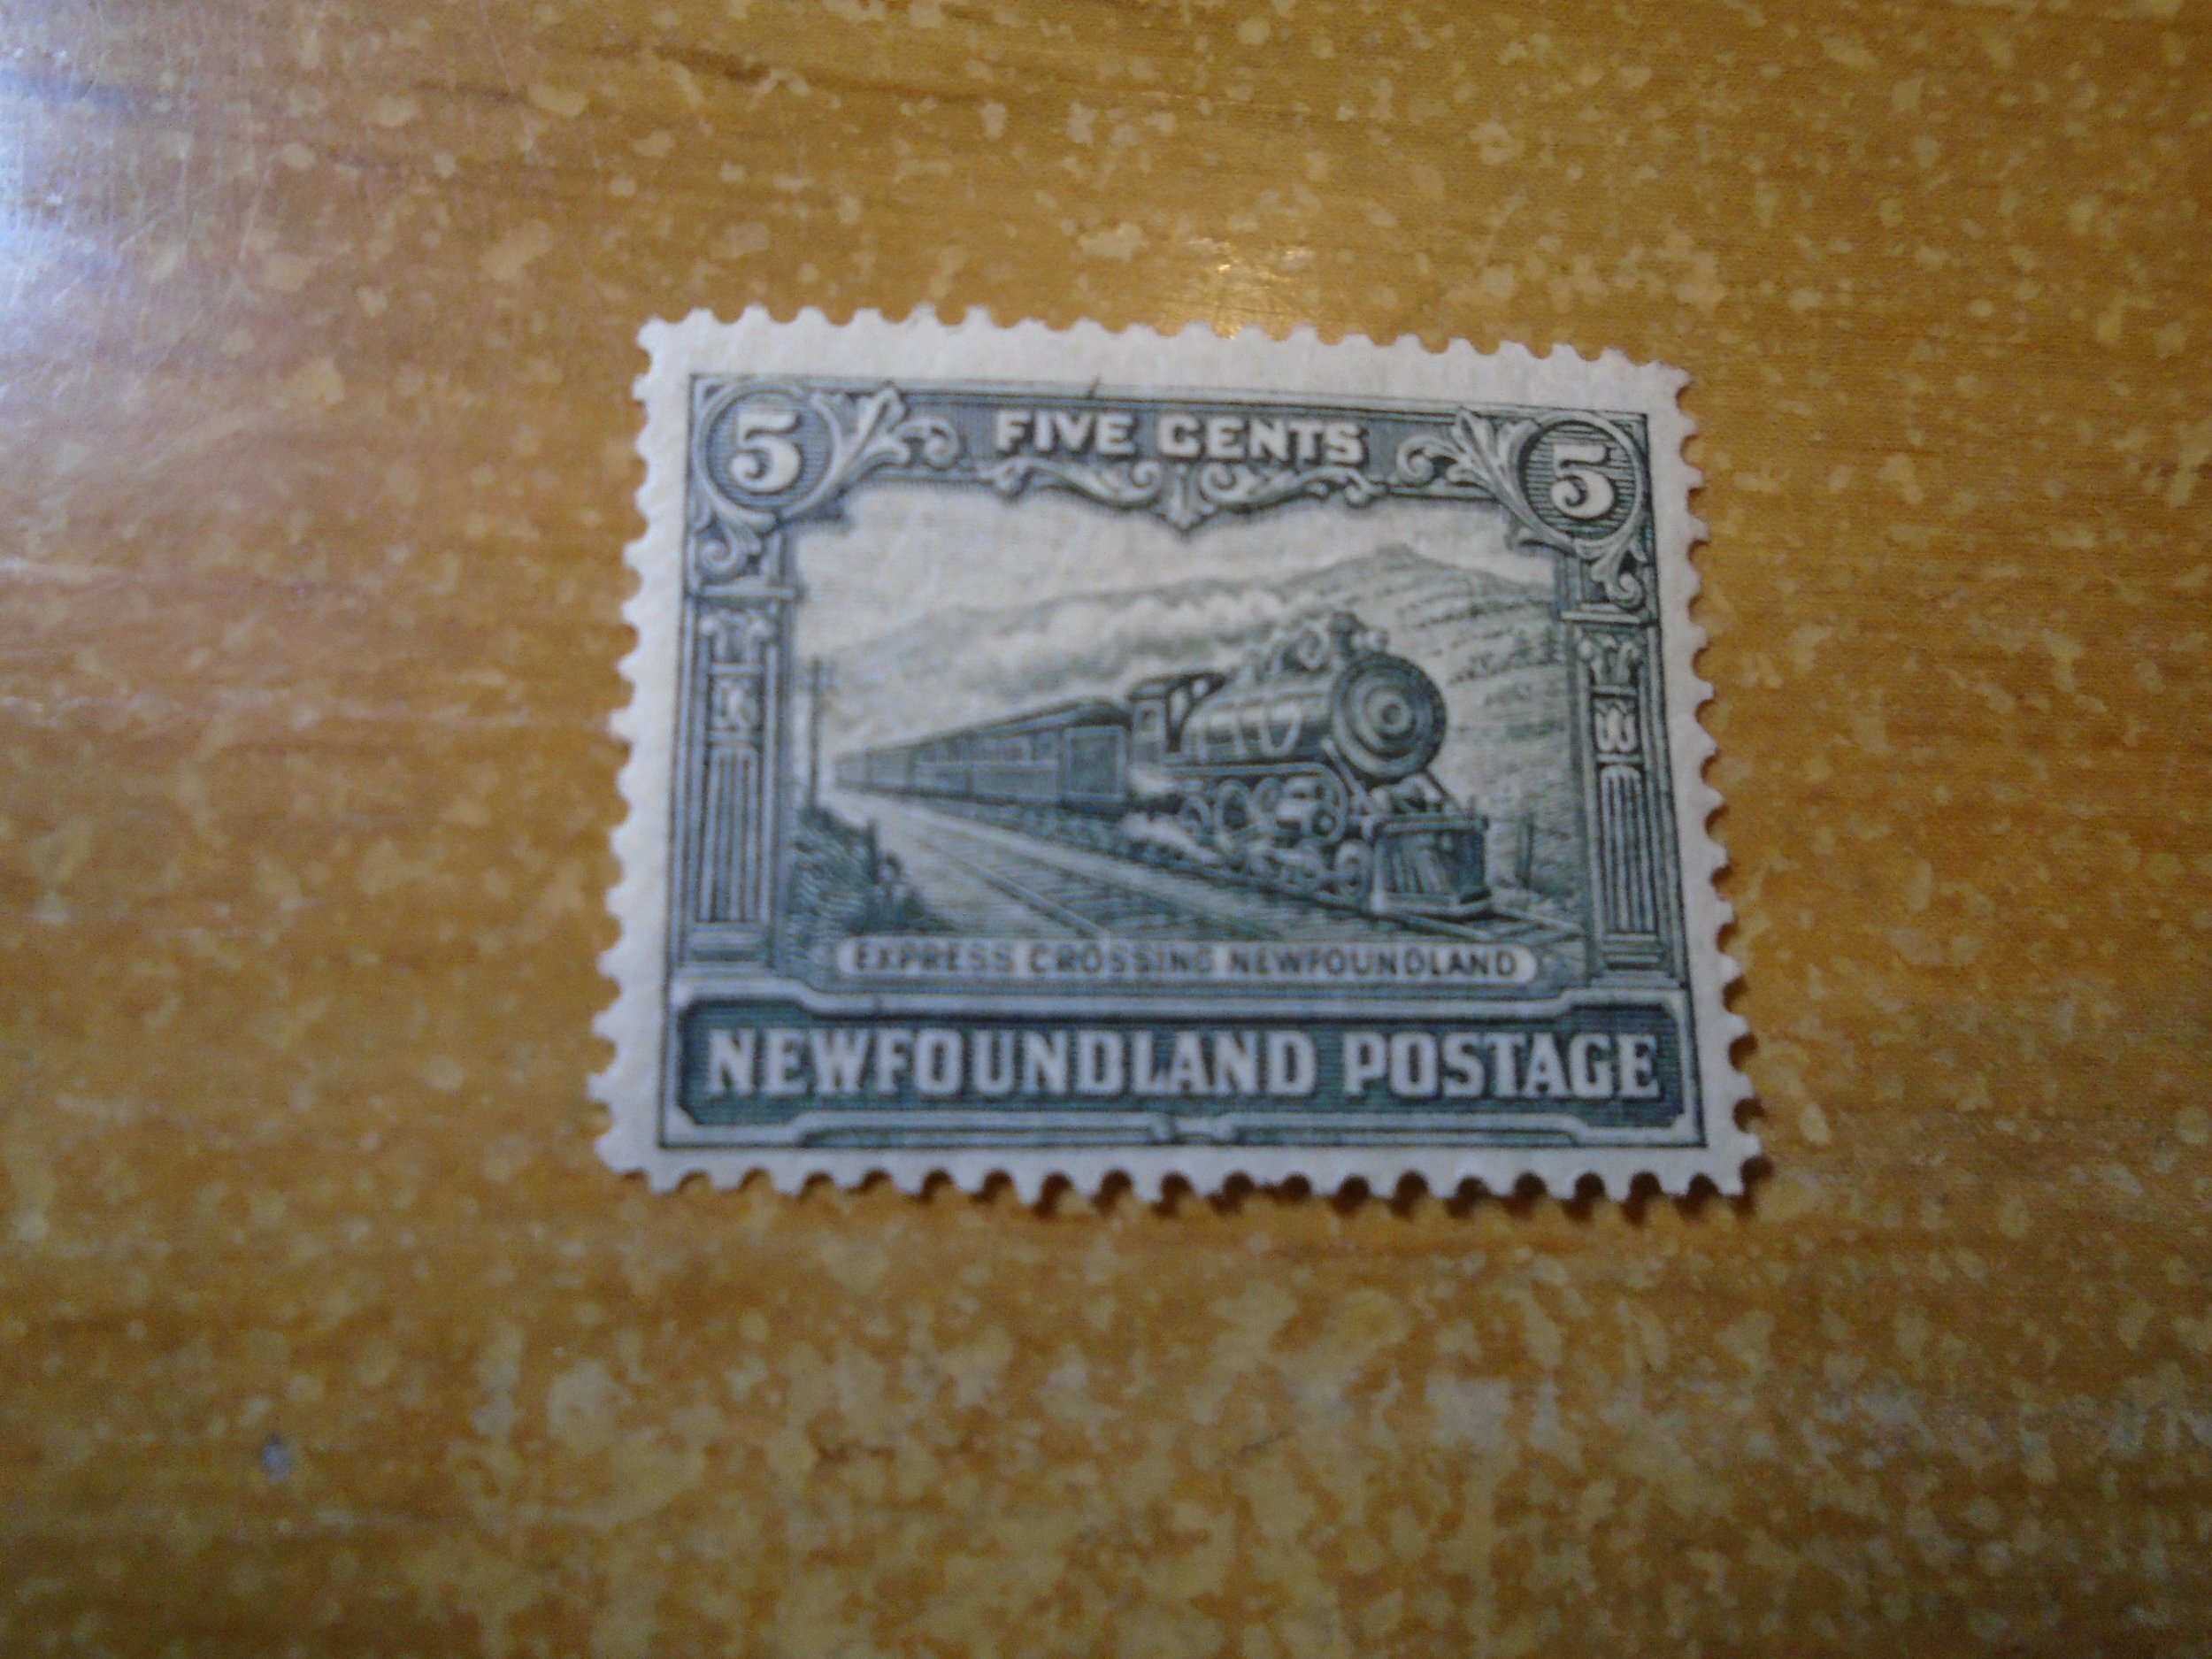 5 FIVE CENTS 5
EXPRESS CROSSING NEWFOUNDLAND
NEWFOUNDLAND POSTAGE